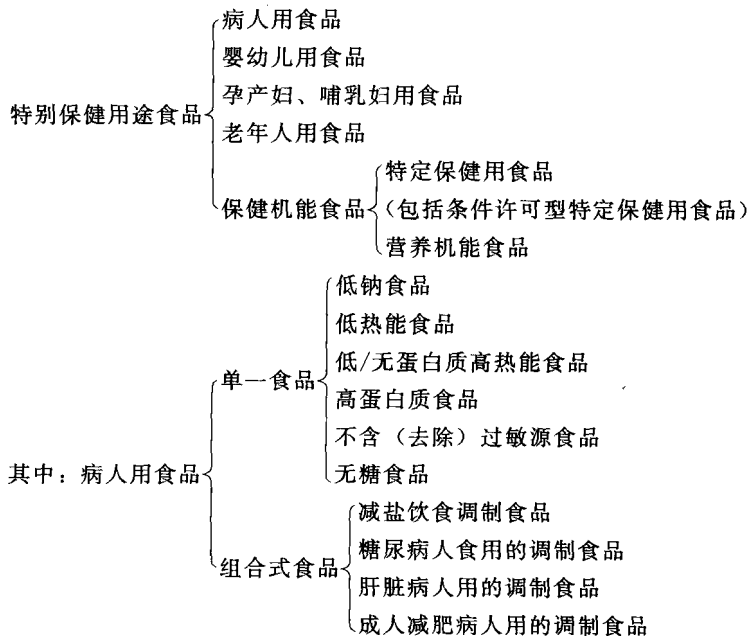 特别保健用途食品
病人用食品
婴幼儿用食品
孕产妇、哺乳妇用食品
老年人用食品
保健机能食品
特定保健用食品
（包括条件许可型特定保健用食品）
营养机能食品
其中：病人用食品
单一食品
低钠食品
低热能食品
低/无蛋白质高热能食品
高蛋白质食品
不含（去除）过敏源食品
无糖食品
组合式食品
减盐饮食调制食品
糖尿病人食用的调制食品
肝脏病人用的调制食品
成人减肥病人用的调制食品